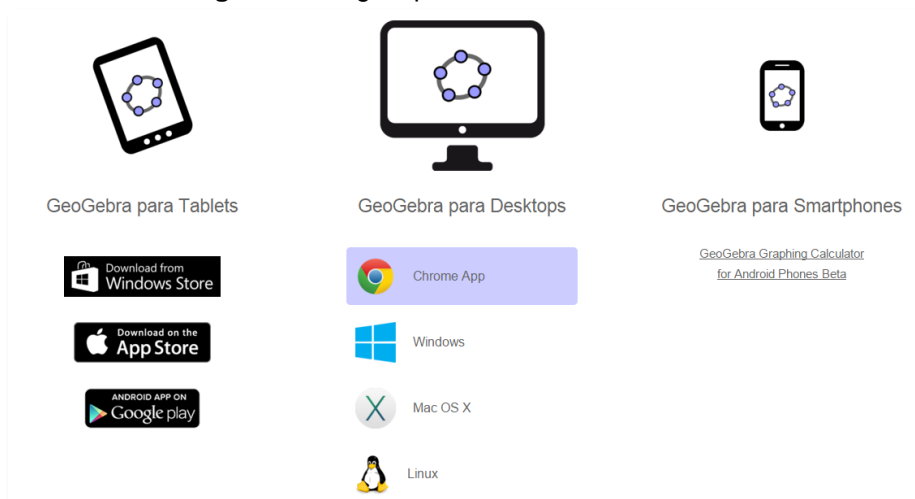 GeoGebra para Tablets
Download from
Windows Store
Download on the
App Store
ANDROID APP ON
Google play
GeoGebra para Desktops
Chrome App
Windows
Mac OS X
Linux
GeoGebra para Smartphones
GeoGebra Graphing Calculator
for Android Phones Beta